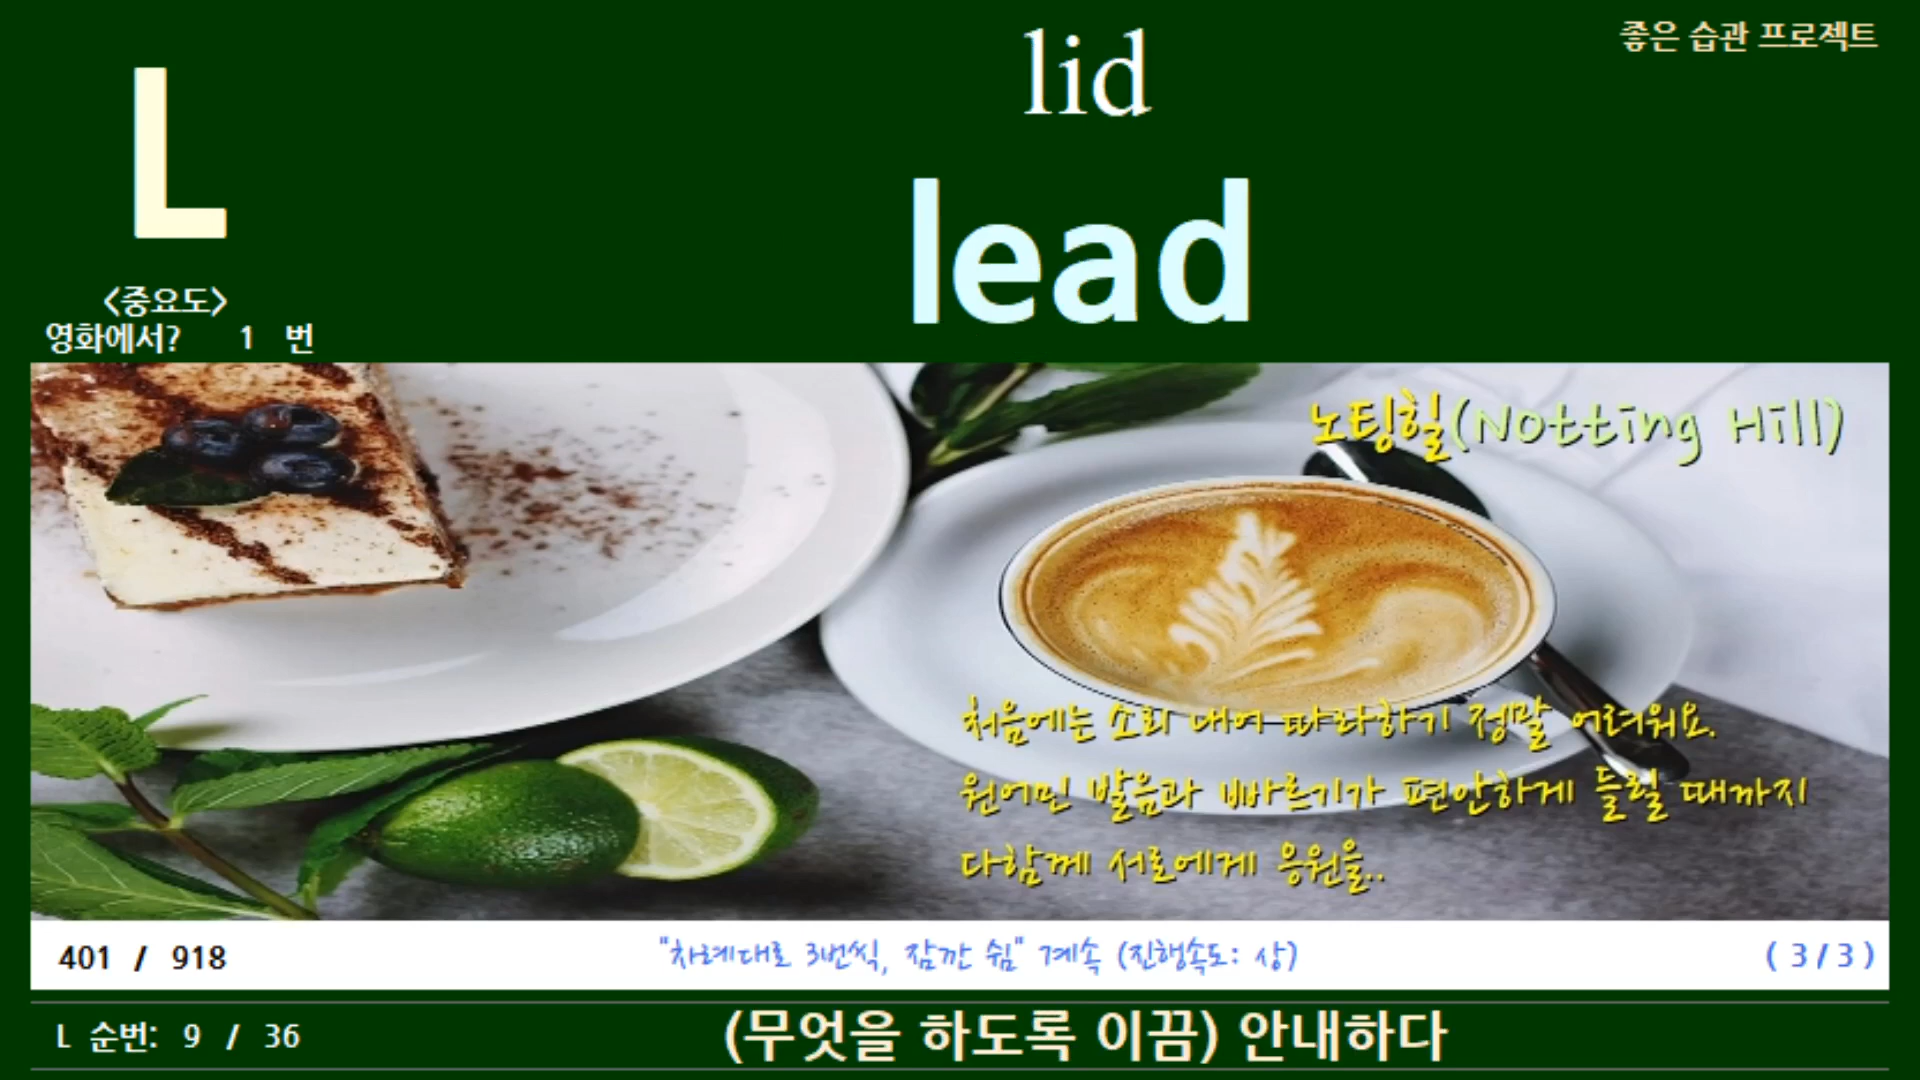 좋은 습관 프로젝트
L
lid
lead
<중요도>
영화에서? 1 번
노팅힐(Notting Hill)
처음에는 소리 내어 따라하기 정말 어려워요.
원어민 발음과 빠르기가 편안하게 들릴 때까지
다함께 서로에게 응원을..
401 / 918
"차례대로 3번씩, 잠깐 쉼" 계속 (진행속도: 상)
( 3 / 3 )
L 순번: 9 / 36
(무엇을 하도록 이끔) 안내하다